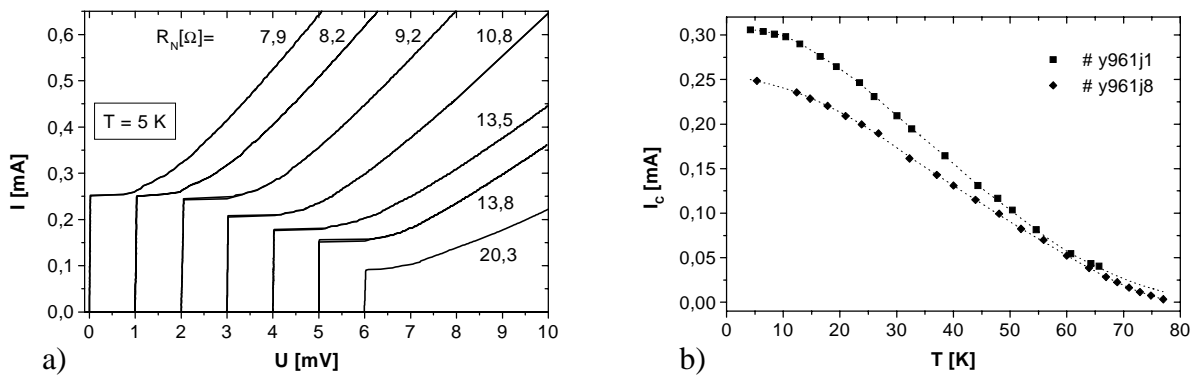 0,6
0,5
0,4
0,3
0,2
0,1
0,0
I [mA]
R_N[Ω]= 7,9 8,2 9,2 10,8
T = 5 K
13,5
13,8
20,3
0 1 2 3 4 5 6 7 8 9 10
a) U [mV]
0,30
0,25
0,20
0,15
0,10
0,05
0,00
I_c [mA]
# y961j1
# y961j8
0 10 20 30 40 50 60 70 80
b) T [K]